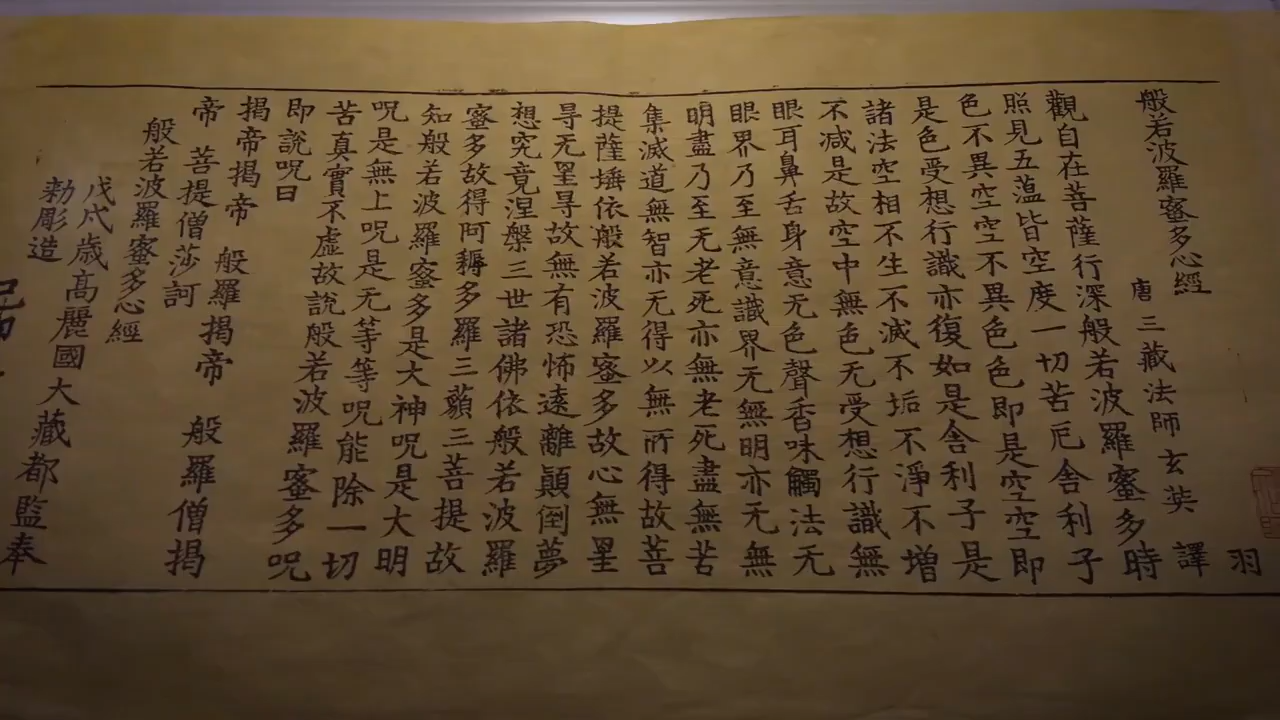 般若波羅蜜多心經 羽
唐三藏法師玄奘 譯
觀自在菩薩行深般若波羅蜜多時
照見五蕰皆空度一切苦厄舍利子
色不異空空不異色色即是空空即
是色受想行識亦復如是舍利子是
諸法空相不生不滅不垢不淨不增
不減是故空中無色无受想行識無
眼耳鼻舌身意无色聲香味觸法无
眼界乃至無意識界无無明亦无無
明盡乃至无老死亦無老死盡無苦
集滅道無智亦无得以無所得故菩
提薩埵依般若波羅蜜多故心無罣
㝵无罣㝵故無有恐怖遠離顛倒夢
想究竟涅槃三世諸佛依般若波羅
蜜多故得阿耨多羅三藐三菩提故
知般若波羅蜜多是大神呪是大明
呪是無上呪是无等等呪能除一切
苦真實不虛故說般若波羅蜜多呪
即說呪曰
揭帝揭帝 般羅揭帝 般羅僧揭
帝 菩提僧莎訶
般若波羅蜜多心經
戊戌歲高麗國大藏都監奉
勅彫造